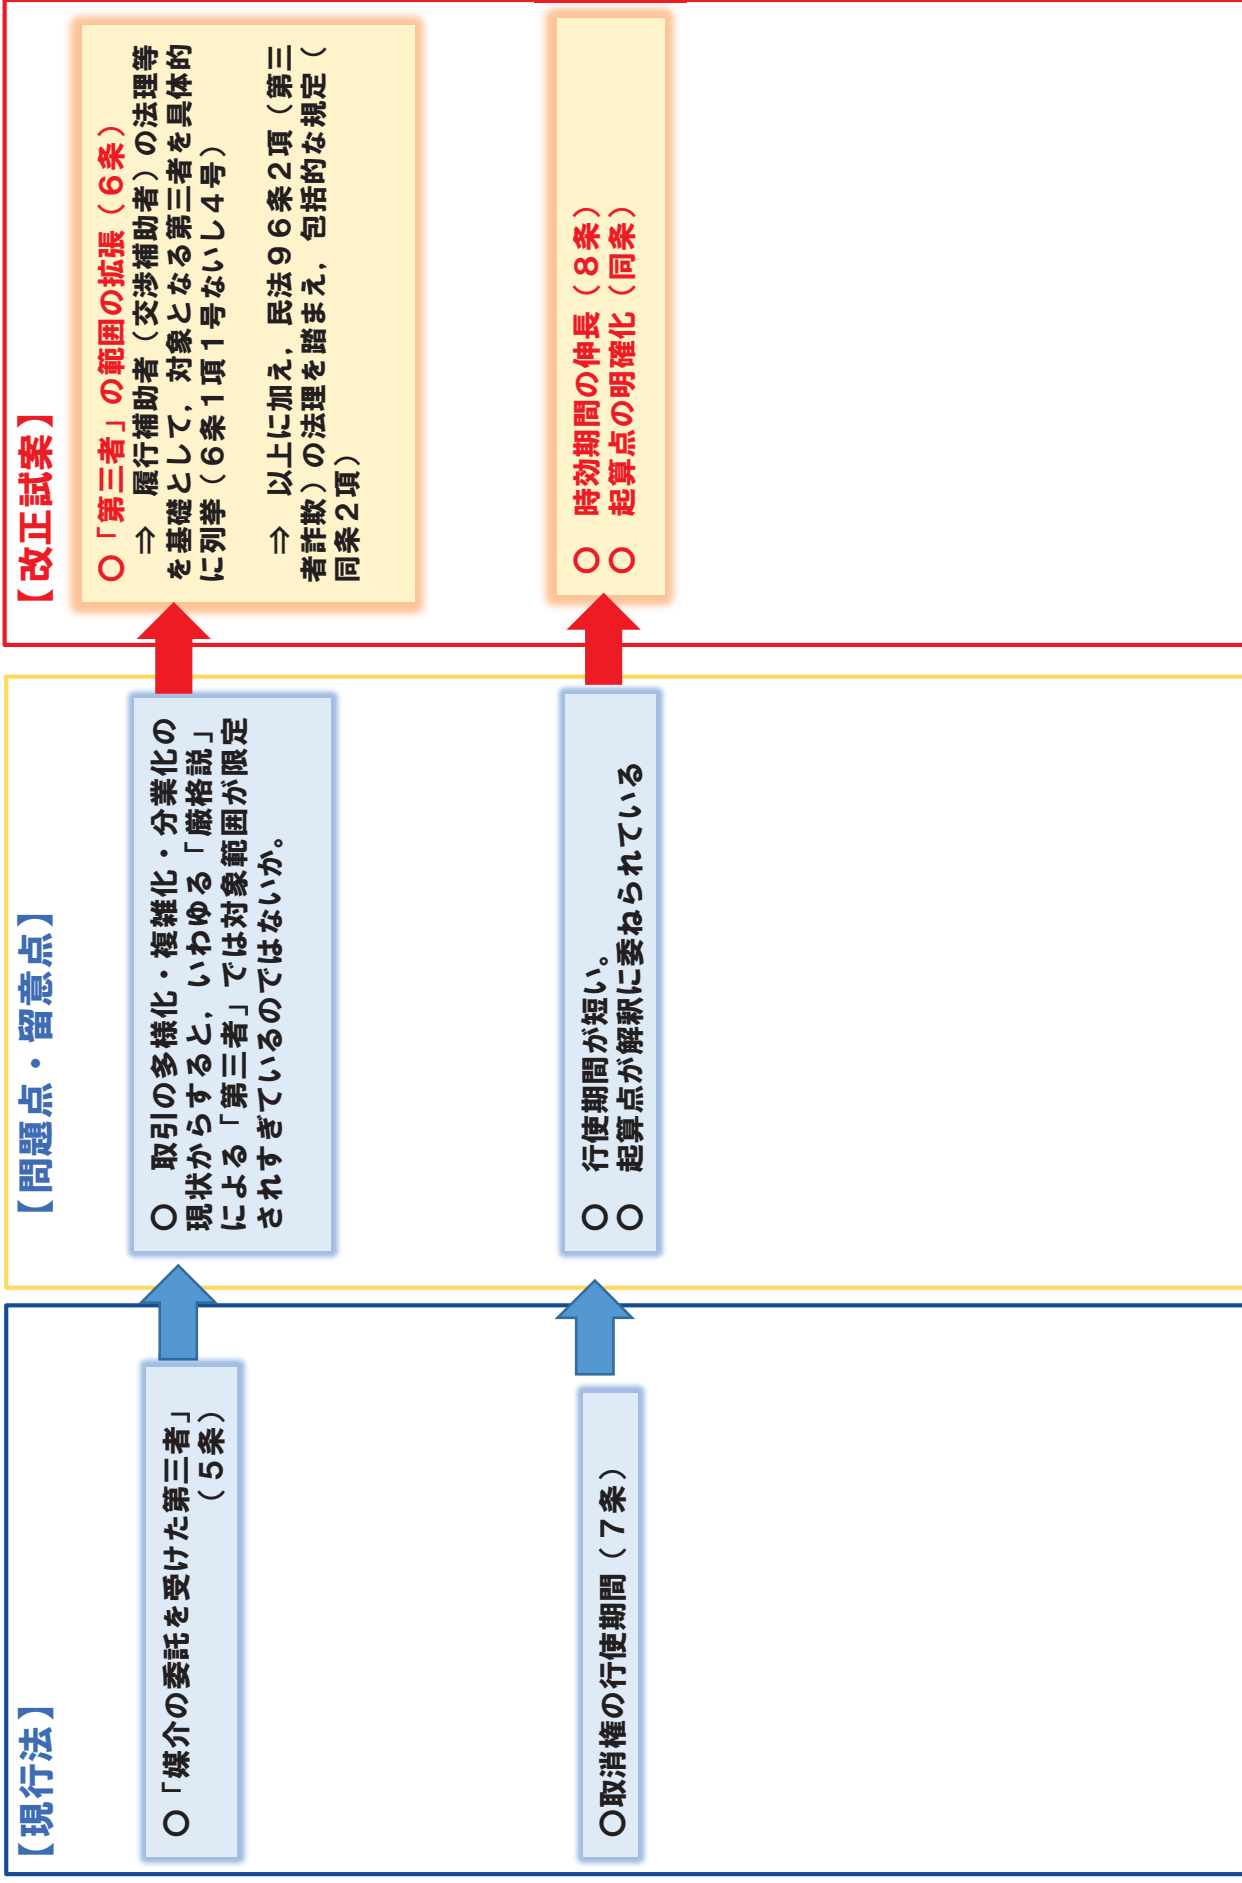 【現行法】
〇「媒介の委託を受けた第三者」
（５条）
〇取消権の行使期間（７条）
【問題点・留意点】
〇　取引の多様化・複雑化・分業化の
現状からすると，いわゆる「厳格説」
による「第三者」では対象範囲が限定
されすぎているのではないか。
〇　行使期間が短い。
〇　起算点が解釈に委ねられている
【改正試案】
〇「第三者」の範囲の拡張（６条）
⇒　履行補助者（交渉補助者）の法理等
を基礎として，対象となる第三者を具体的
に列挙（６条１項１号ないし４号）
⇒　以上に加え，民法９６条２項（第三
者詐欺）の法理を踏まえ，包括的な規定（
同条２項）
〇　時効期間の伸長（８条）
〇　起算点の明確化（同条）